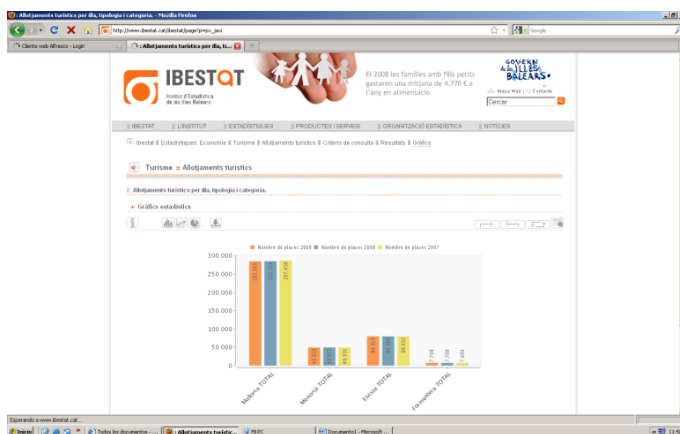 : Allotjaments turístics per illa, tipologia i categoria. - Mozilla Firefox
http://www.ibestat.cat/ibestat/page?p=px_taxi
Google
Cliente web Alfresco - Login
: Allotjaments turístics per illa, ti...
IBESTAT
Institut d'Estadística
de les Illes Balears
El 2008 les famílies amb fills petits
gastaren una mitjana de 4.770 € a
l'any en alimentació
GOVERN
de les ILLES
BALEARS
Mapa Web
Contacte
Cercar
IBESTAT
L'INSTITUT
ESTADÍSTIQUES
PRODUCTES I SERVEIS
ORGANITZACIÓ ESTADÍSTICA
NOTÍCIES
Ibestat
Estadístiques: Economia
Turisme
Allotjaments turístics
Criteris de consulta
Resultats
Gràfics
Turisme :: Allotjaments turístics
Allotjaments turístics per illa, tipologia i categoria.
Gràfics estadístics
Nombre de places 2009
Nombre de places 2008
Nombre de places 2007
300.000
250.000
200.000
150.000
100.000
50.000
0
Mallorca TOTAL
Menorca TOTAL
Eivissa TOTAL
Formentera TOTAL
Esperando a www.ibestat.cat...
Inicio
Todos los documentos - ...
: Allotjaments turístic...
Mi PC
Documento1 - Microsoft ...